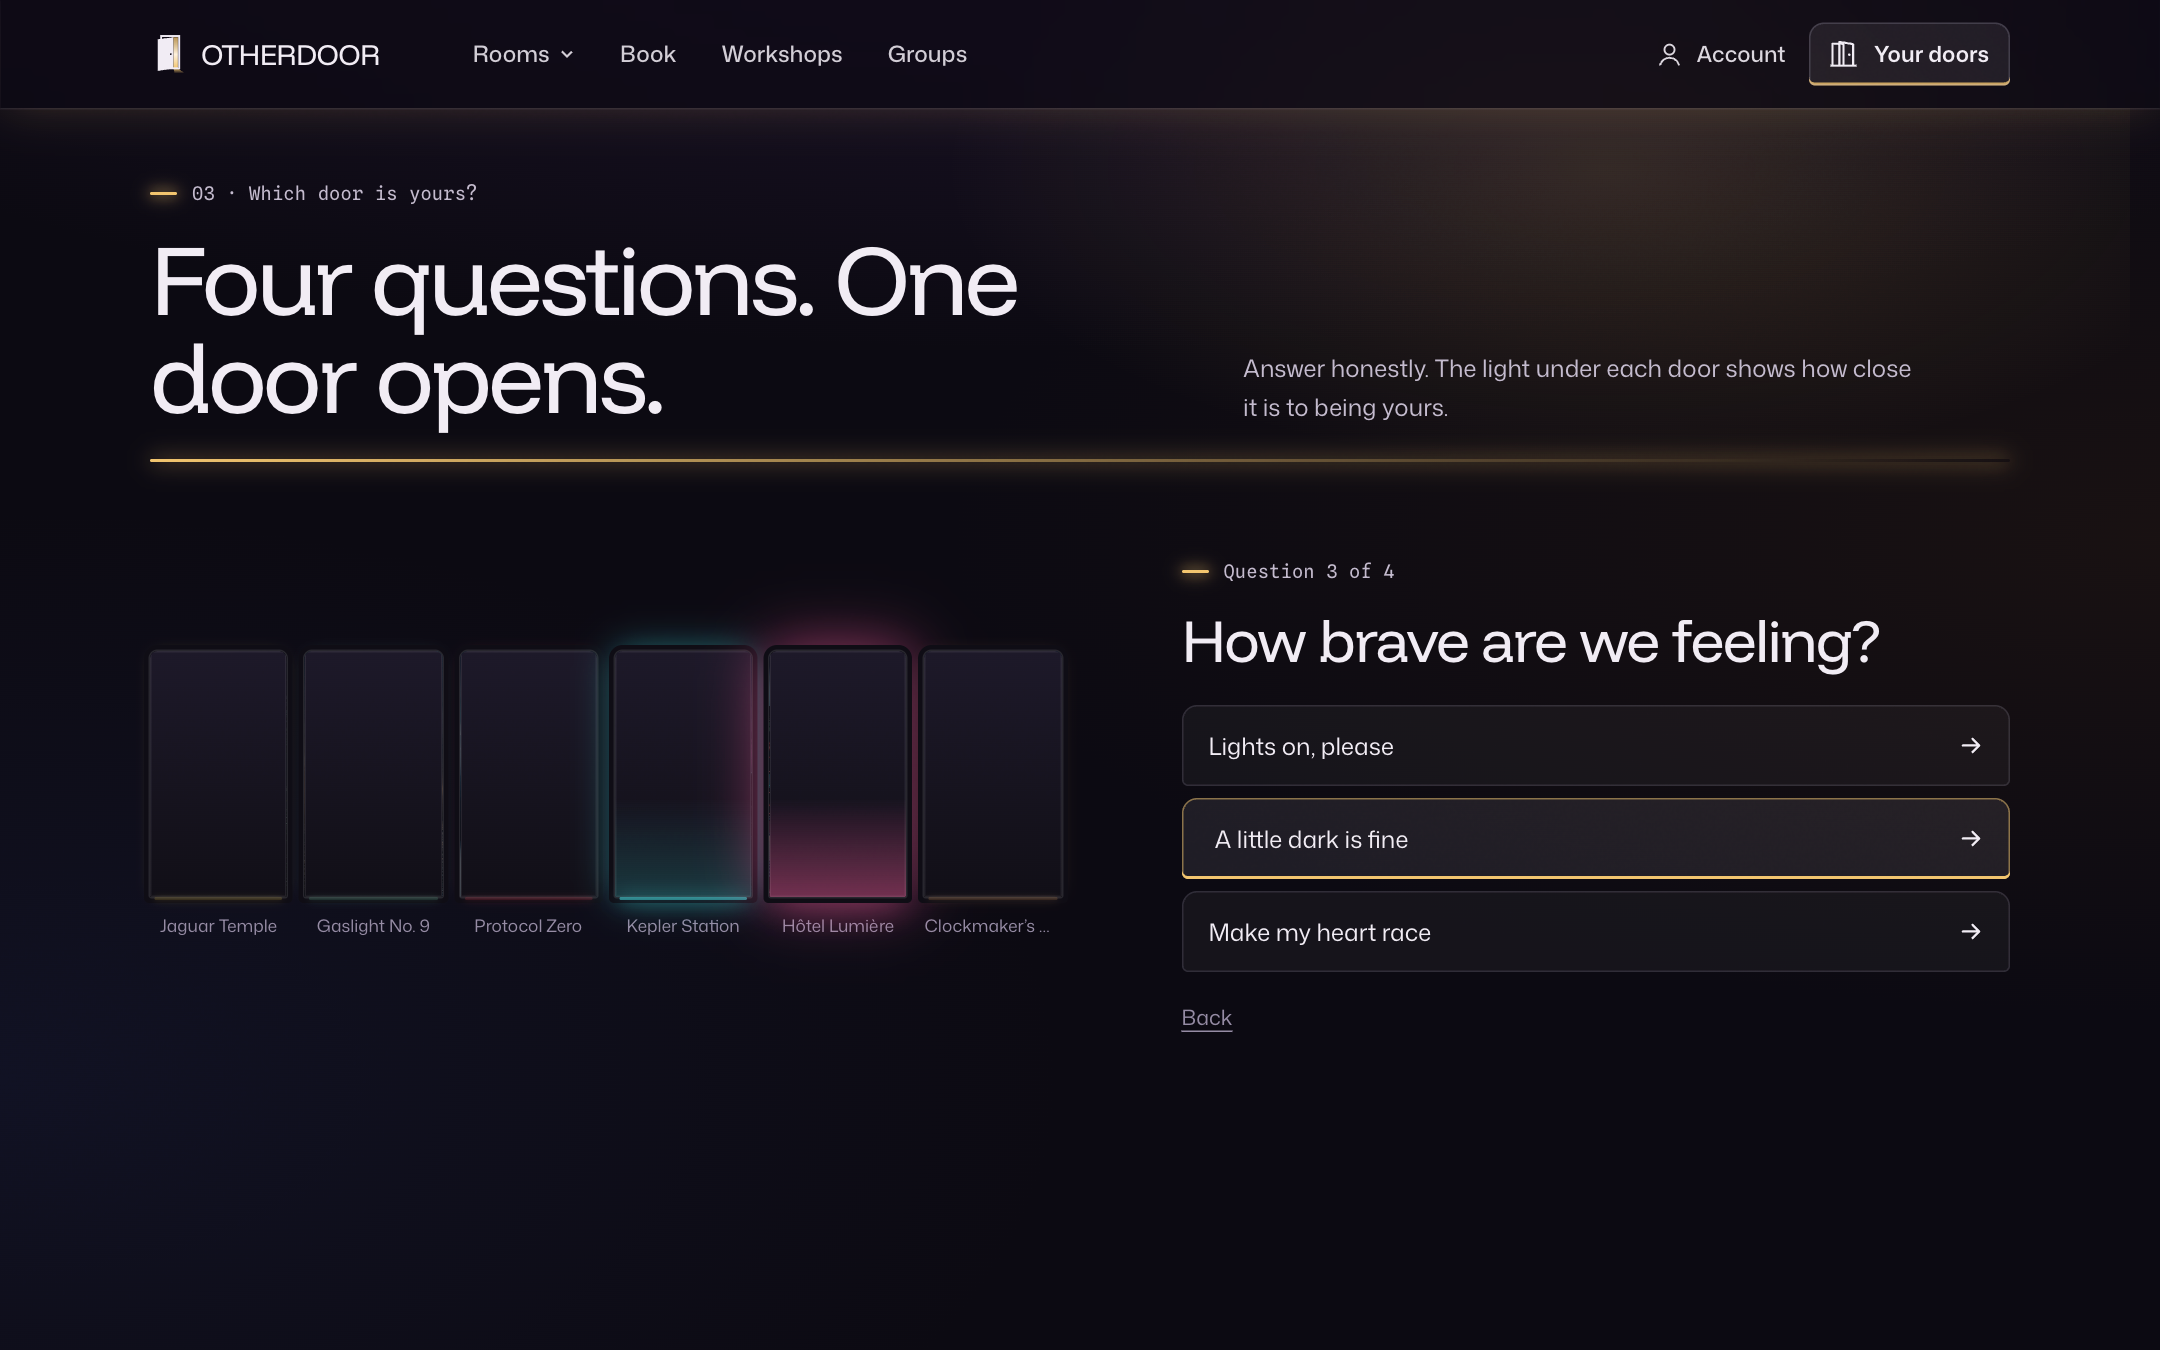 OTHERDOOR
Rooms
Book
Workshops
Groups
Account
Your doors
03 · Which door is yours?
Four questions. One
door opens.
Answer honestly. The light under each door shows how close
it is to being yours.
Jaguar Temple
Gaslight No. 9
Protocol Zero
Kepler Station
Hôtel Lumière
Clockmaker’s ...
Question 3 of 4
How brave are we feeling?
Lights on, please
A little dark is fine
Make my heart race
Back